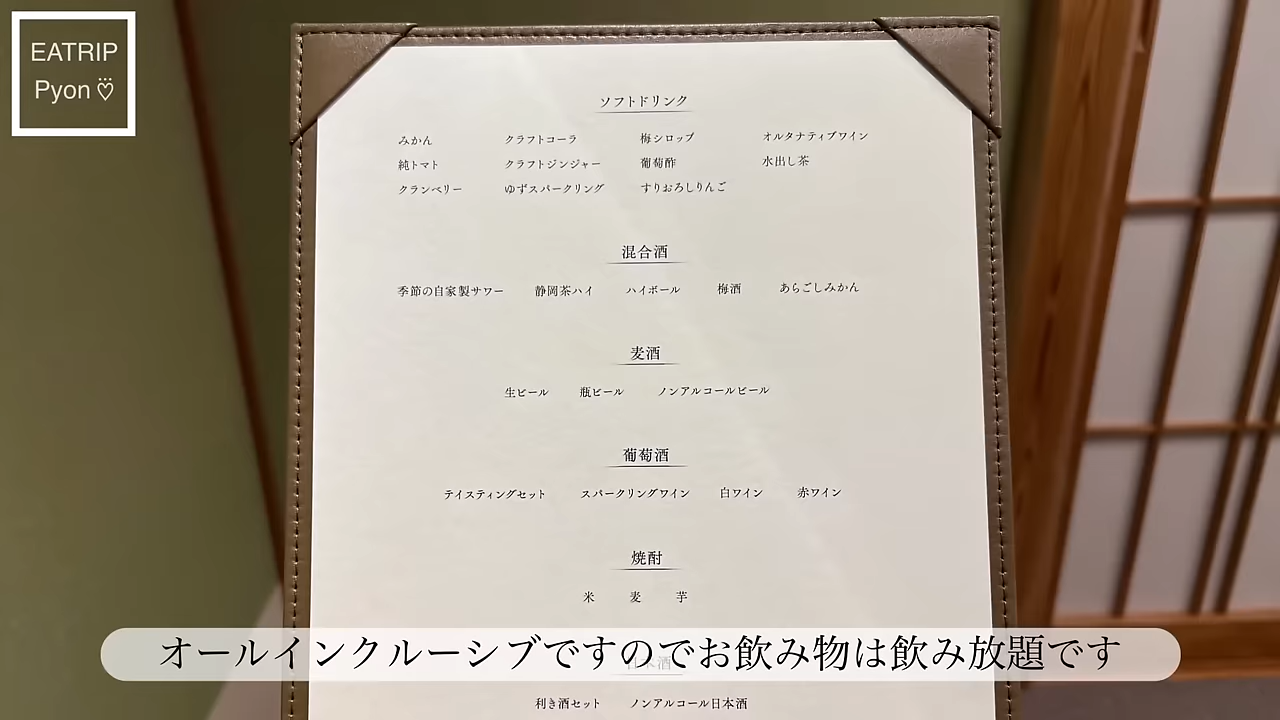 EATRIP
Pyon♡
ソフトドリンク
みかん クラフトコーラ 梅シロップ オルタナティブワイン
純トマト クラフトジンジャー 葡萄酢 水出し茶
クランベリー ゆずスパークリング すりおろしりんご
混合酒
季節の自家製サワー 静岡茶ハイ ハイボール 梅酒 あらごしみかん
麦酒
生ビール 瓶ビール ノンアルコールビール
葡萄酒
テイスティングセット スパークリングワイン 白ワイン 赤ワイン
焼酎
米 麦 芋
オールインクルーシブですのでお飲み物は飲み放題です
日本酒
利き酒セット ノンアルコール日本酒